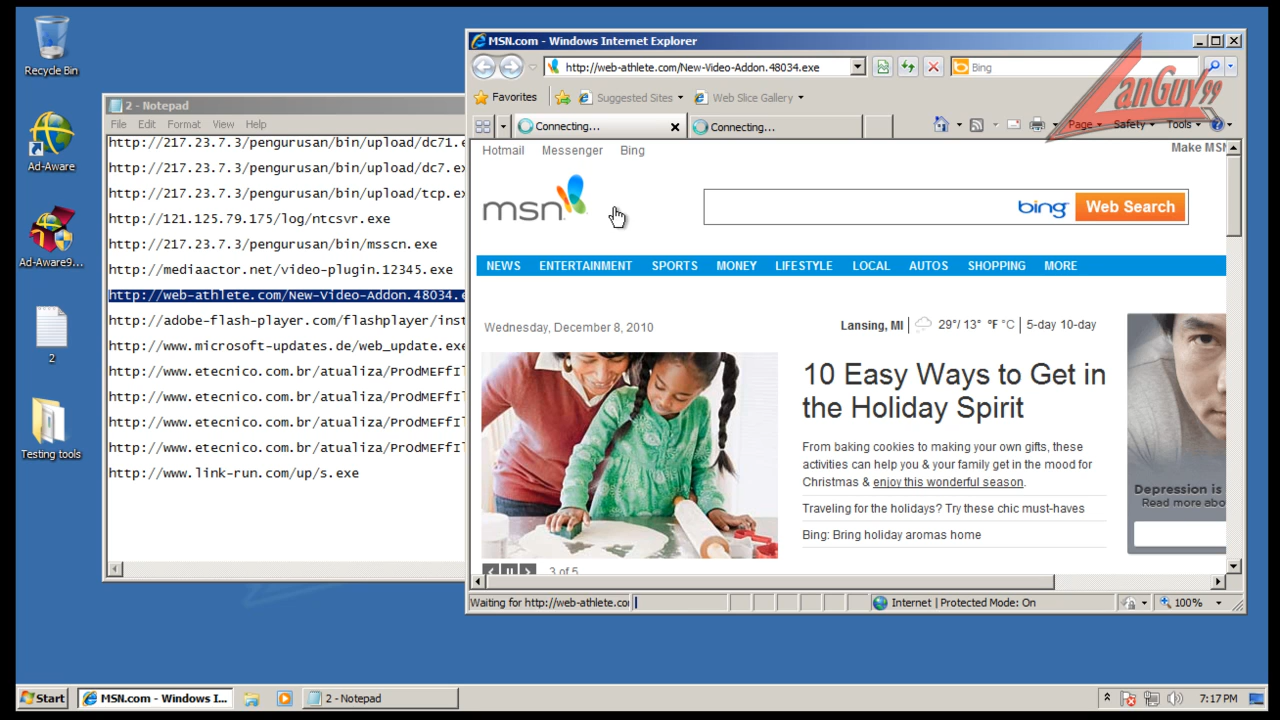 Recycle Bin
Ad-Aware
Ad-Aware9...
2
Testing tools
2 - Notepad
File Edit Format View Help
http://217.23.7.3/pengurusan/bin/upload/dc71.e
http://217.23.7.3/pengurusan/bin/upload/dc7.ex
http://217.23.7.3/pengurusan/bin/upload/tcp.ex
http://121.125.79.175/log/ntcsvr.exe
http://217.23.7.3/pengurusan/bin/msscn.exe
http://mediaactor.net/video-plugin.12345.exe
http://web-athlete.com/New-Video-Addon.48034.e
http://adobe-flash-player.com/flashplayer/inst
http://www.microsoft-updates.de/web_update.exe
http://www.etecnico.com.br/atualiza/ProdMEFfIl
http://www.etecnico.com.br/atualiza/ProdMEFfIl
http://www.etecnico.com.br/atualiza/ProdMEFfIl
http://www.etecnico.com.br/atualiza/ProdMEFfIl
http://www.link-run.com/up/s.exe
MSN.com - Windows Internet Explorer
http://web-athlete.com/New-Video-Addon.48034.exe
Bing
LanGuy99
Favorites Suggested Sites Web Slice Gallery
Connecting... Connecting... Page Safety Tools
Hotmail Messenger Bing Make MSN
msn bing Web Search
NEWS ENTERTAINMENT SPORTS MONEY LIFESTYLE LOCAL AUTOS SHOPPING MORE
Wednesday, December 8, 2010 Lansing, MI 29°/ 13° °F °C 5-day 10-day
10 Easy Ways to Get in
the Holiday Spirit
From baking cookies to making your own gifts, these
activities can help you & your family get in the mood for
Christmas & enjoy this wonderful season.
Traveling for the holidays? Try these chic must-haves
Bing: Bring holiday aromas home
Depression is
Read more abo
3 of 5
Waiting for http://web-athlete.co Internet | Protected Mode: On 100%
Start MSN.com - Windows I... 2 - Notepad 7:17 PM